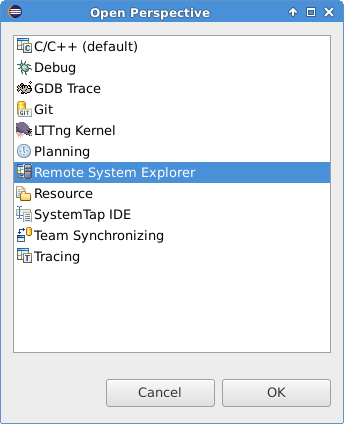 Open Perspective
C/C++ (default)
Debug
GDB Trace
Git
LTTng Kernel
Planning
Remote System Explorer
Resource
SystemTap IDE
Team Synchronizing
Tracing
Cancel
OK